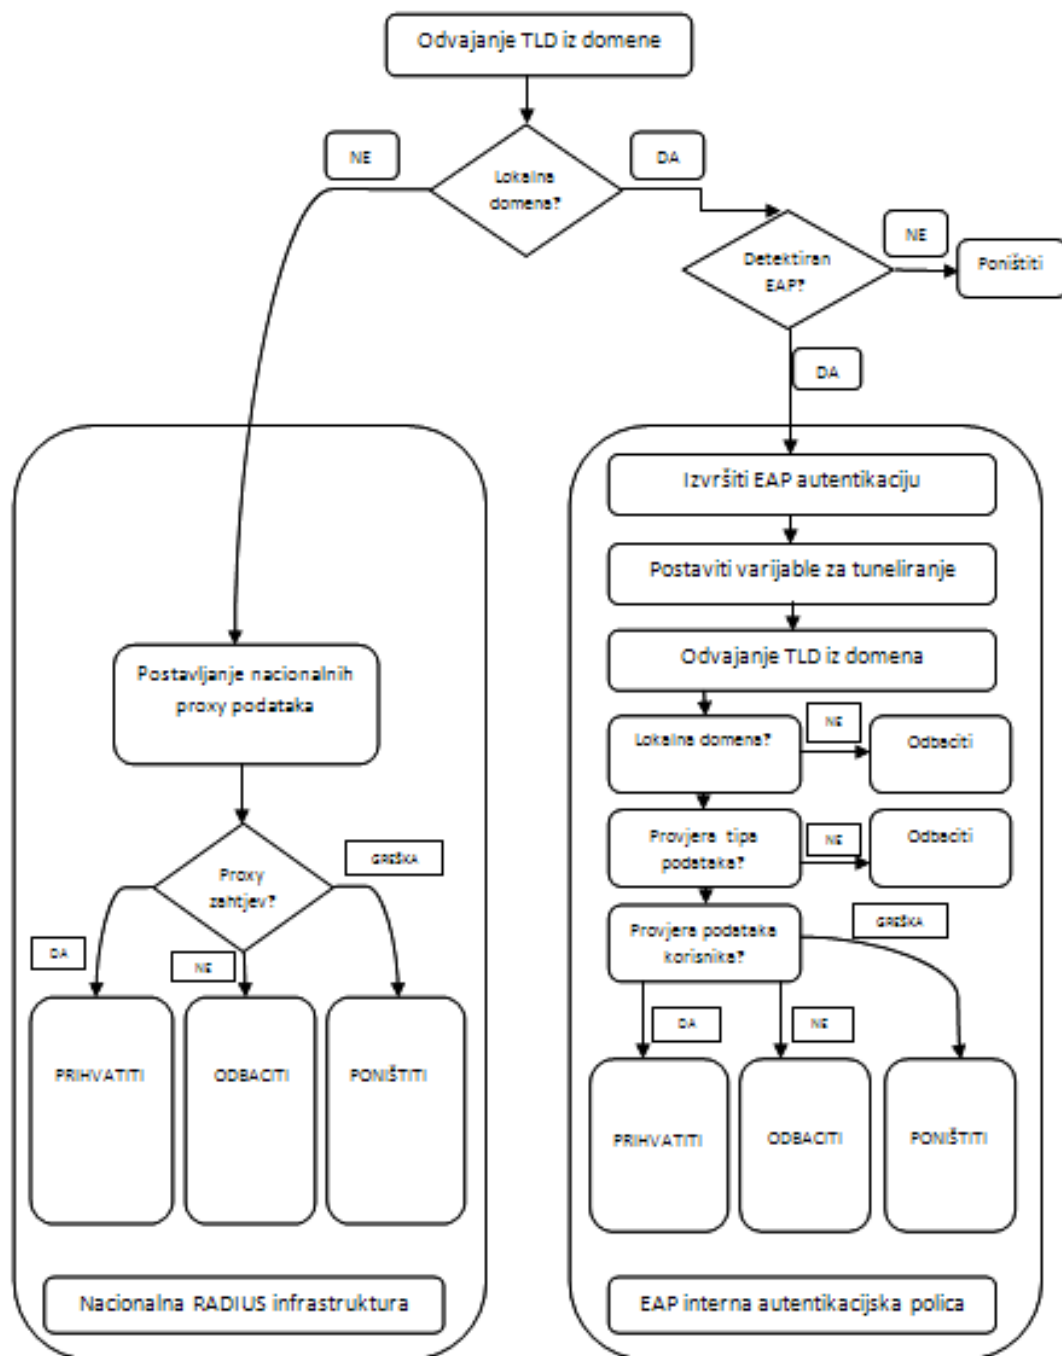 Odvajanje TLD iz domene
NE
DA
Lokalna
domena?
NE
Detektiran
EAP?
Poništiti
DA
Izvršiti EAP autentikaciju
Postaviti varijable za tuneliranje
Odvajanje TLD iz domena
Postavljanje nacionalnih
proxy podataka
Lokalna domena?
NE
Odbaciti
Provjera tipa
podataka?
NE
Odbaciti
Proxy
zahtjev?
GREŠKA
Provjera podataka
korisnika?
GREŠKA
DA
NE
DA
NE
PRIHVATITI
ODBACITI
PONIŠTITI
PRIHVATITI
ODBACITI
PONIŠTITI
Nacionalna RADIUS infrastruktura
EAP interna autentikacijska polica